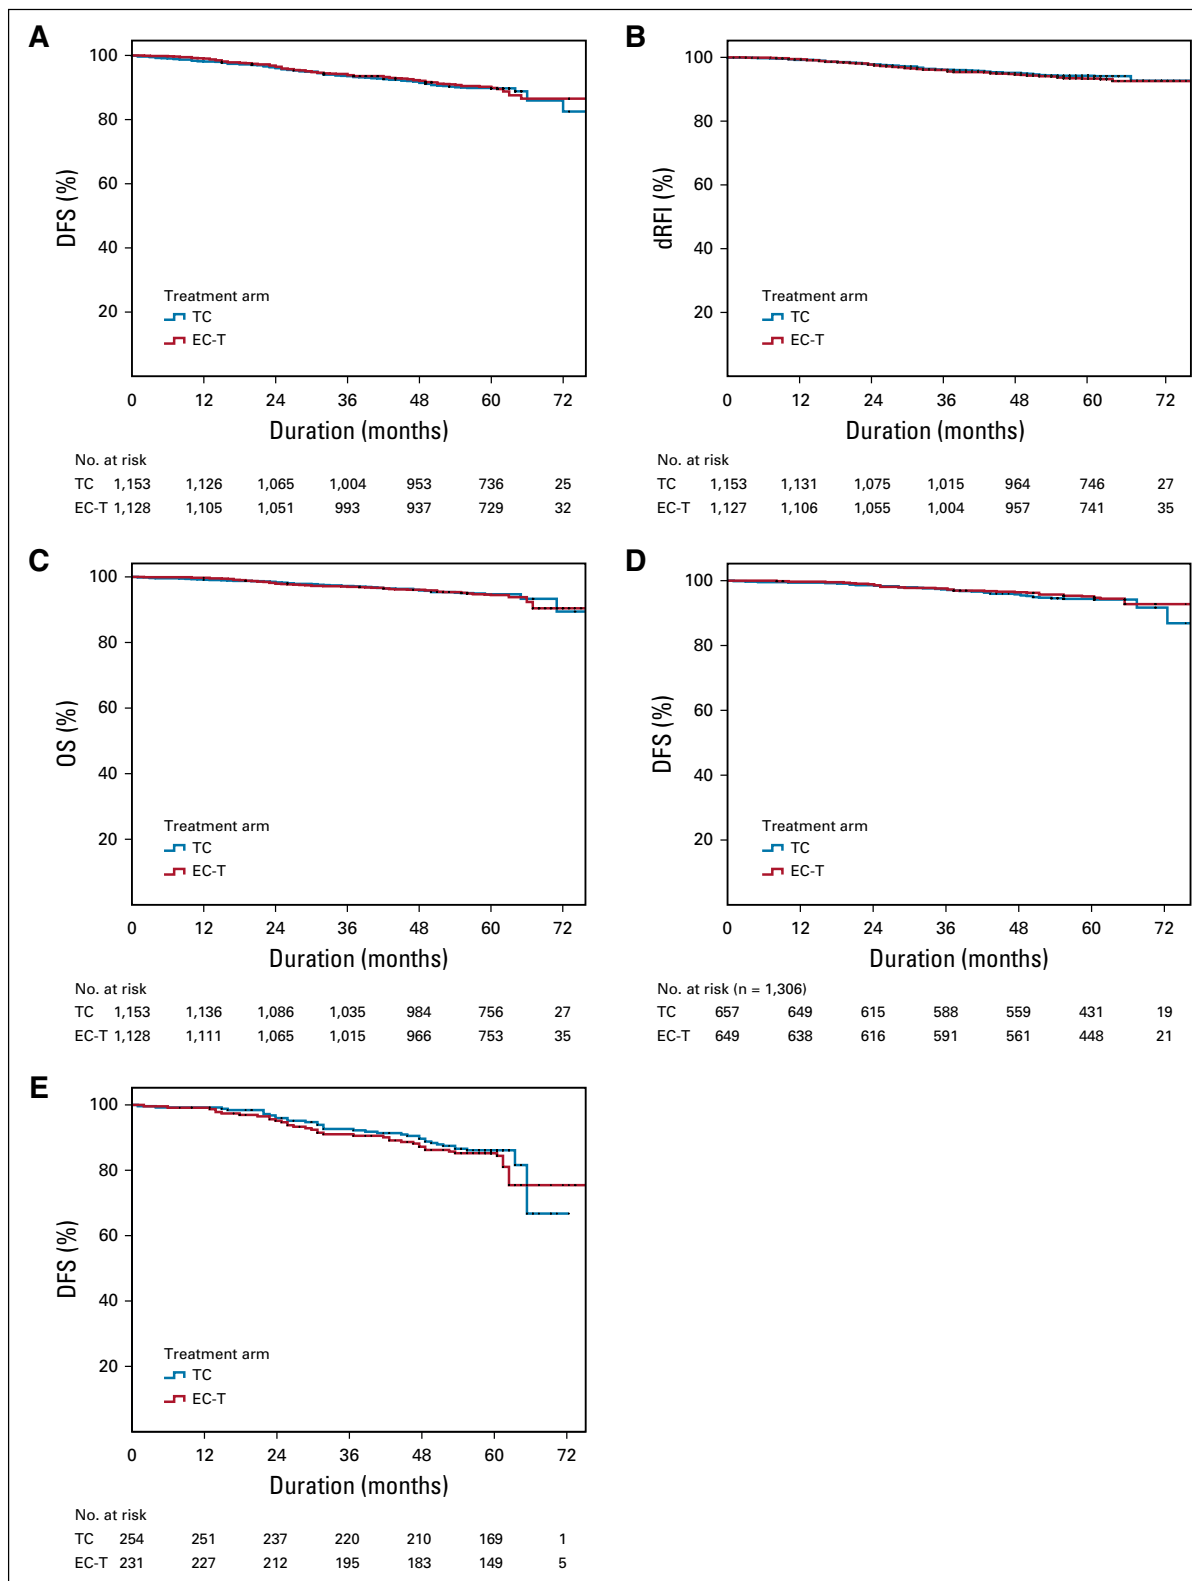 A
100
80
60
40
20
DFS (%)
Treatment arm
TC
EC-T
0 12 24 36 48 60 72
Duration (months)
No. at risk
TC 1,153 1,126 1,065 1,004 953 736 25
EC-T 1,128 1,105 1,051 993 937 729 32
B
100
80
60
40
20
dRFI (%)
Treatment arm
TC
EC-T
0 12 24 36 48 60 72
Duration (months)
No. at risk
TC 1,153 1,131 1,075 1,015 964 746 27
EC-T 1,127 1,106 1,055 1,004 957 741 35
C
100
80
60
40
20
OS (%)
Treatment arm
TC
EC-T
0 12 24 36 48 60 72
Duration (months)
No. at risk
TC 1,153 1,136 1,086 1,035 984 756 27
EC-T 1,128 1,111 1,065 1,015 966 753 35
D
100
80
60
40
20
DFS (%)
Treatment arm
TC
EC-T
0 12 24 36 48 60 72
Duration (months)
No. at risk (n = 1,306)
TC 657 649 615 588 559 431 19
EC-T 649 638 616 591 561 448 21
E
100
80
60
40
20
DFS (%)
Treatment arm
TC
EC-T
0 12 24 36 48 60 72
Duration (months)
No. at risk
TC 254 251 237 220 210 169 1
EC-T 231 227 212 195 183 149 5